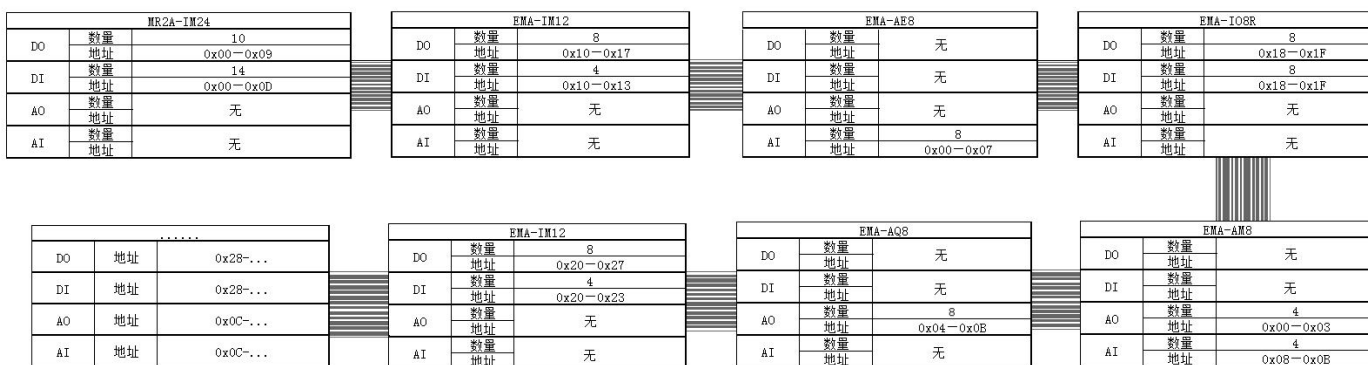 MR2A-IM24
DO 数量 10
地址 0x00—0x09
DI 数量 14
地址 0x00—0x0D
AO 数量 无
地址
AI 数量 无
地址
EMA-IM12
DO 数量 8
地址 0x10—0x17
DI 数量 4
地址 0x10—0x13
AO 数量 无
地址
AI 数量 无
地址
EMA-AE8
DO 数量 无
地址
DI 数量 无
地址
AO 数量 无
地址
AI 数量 8
地址 0x00—0x07
EMA-IO8R
DO 数量 8
地址 0x18-0x1F
DI 数量 8
地址 0x18-0x1F
AO 数量 无
地址
AI 数量 无
地址
......
DO 地址 0x28-...
DI 地址 0x28-...
AO 地址 0x0C-...
AI 地址 0x0C-...
EMA-IM12
DO 数量 8
地址 0x20—0x27
DI 数量 4
地址 0x20—0x23
AO 数量 无
地址
AI 数量 无
地址
EMA-AQ8
DO 数量 无
地址
DI 数量 无
地址
AO 数量 8
地址 0x04—0x0B
AI 数量 无
地址
EMA-AM8
DO 数量 无
地址
DI 数量 无
地址
AO 数量 4
地址 0x00—0x03
AI 数量 4
地址 0x08—0x0B